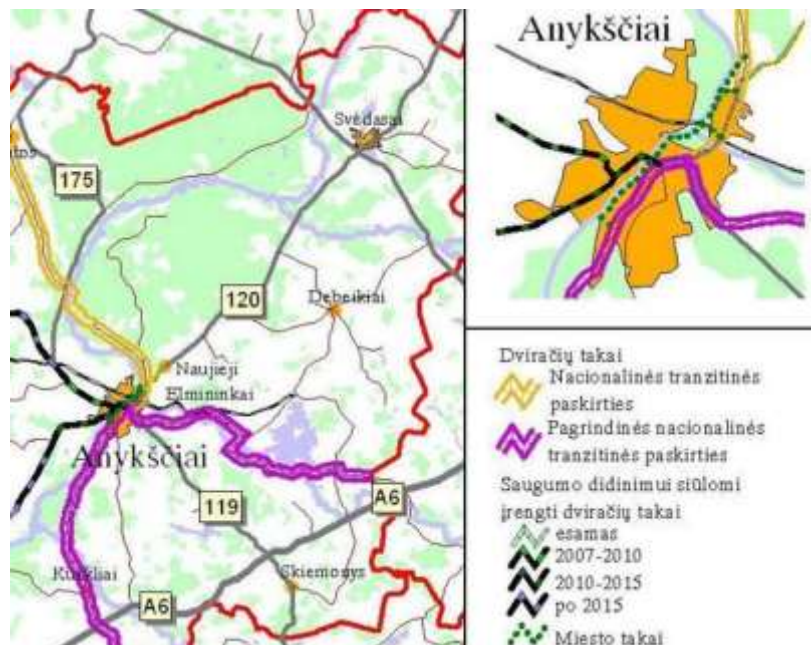 Svėdasai
175
120
Debeikiai
Naujieji
Elmininkai
Anykščiai
119
A6
Skiemonys
Kurkliai
A6
Anykščiai
Dviračių takai
Nacionalinės tranzitinės
paskirties
Pagrindinės nacionalinės
tranzitinės paskirties
Saugumo didinimui siūlomi
įrengti dviračių takai
esamas
2007-2010
2010-2015
po 2015
Miesto takai